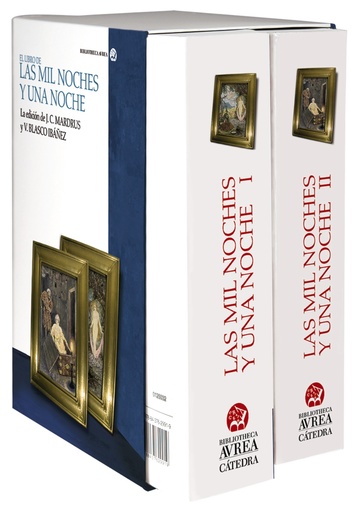 BIBLIOTHECA AVREA
EL LIBRO DE
LAS MIL NOCHES
Y UNA NOCHE
La edición de J. C. MARDRUS
y V. BLASCO IBÁÑEZ
LAS MIL NOCHES
Y UNA NOCHE I
BIBLIOTHECA
AVREA
CÁTEDRA
LAS MIL NOCHES
Y UNA NOCHE II
BIBLIOTHECA
AVREA
CÁTEDRA